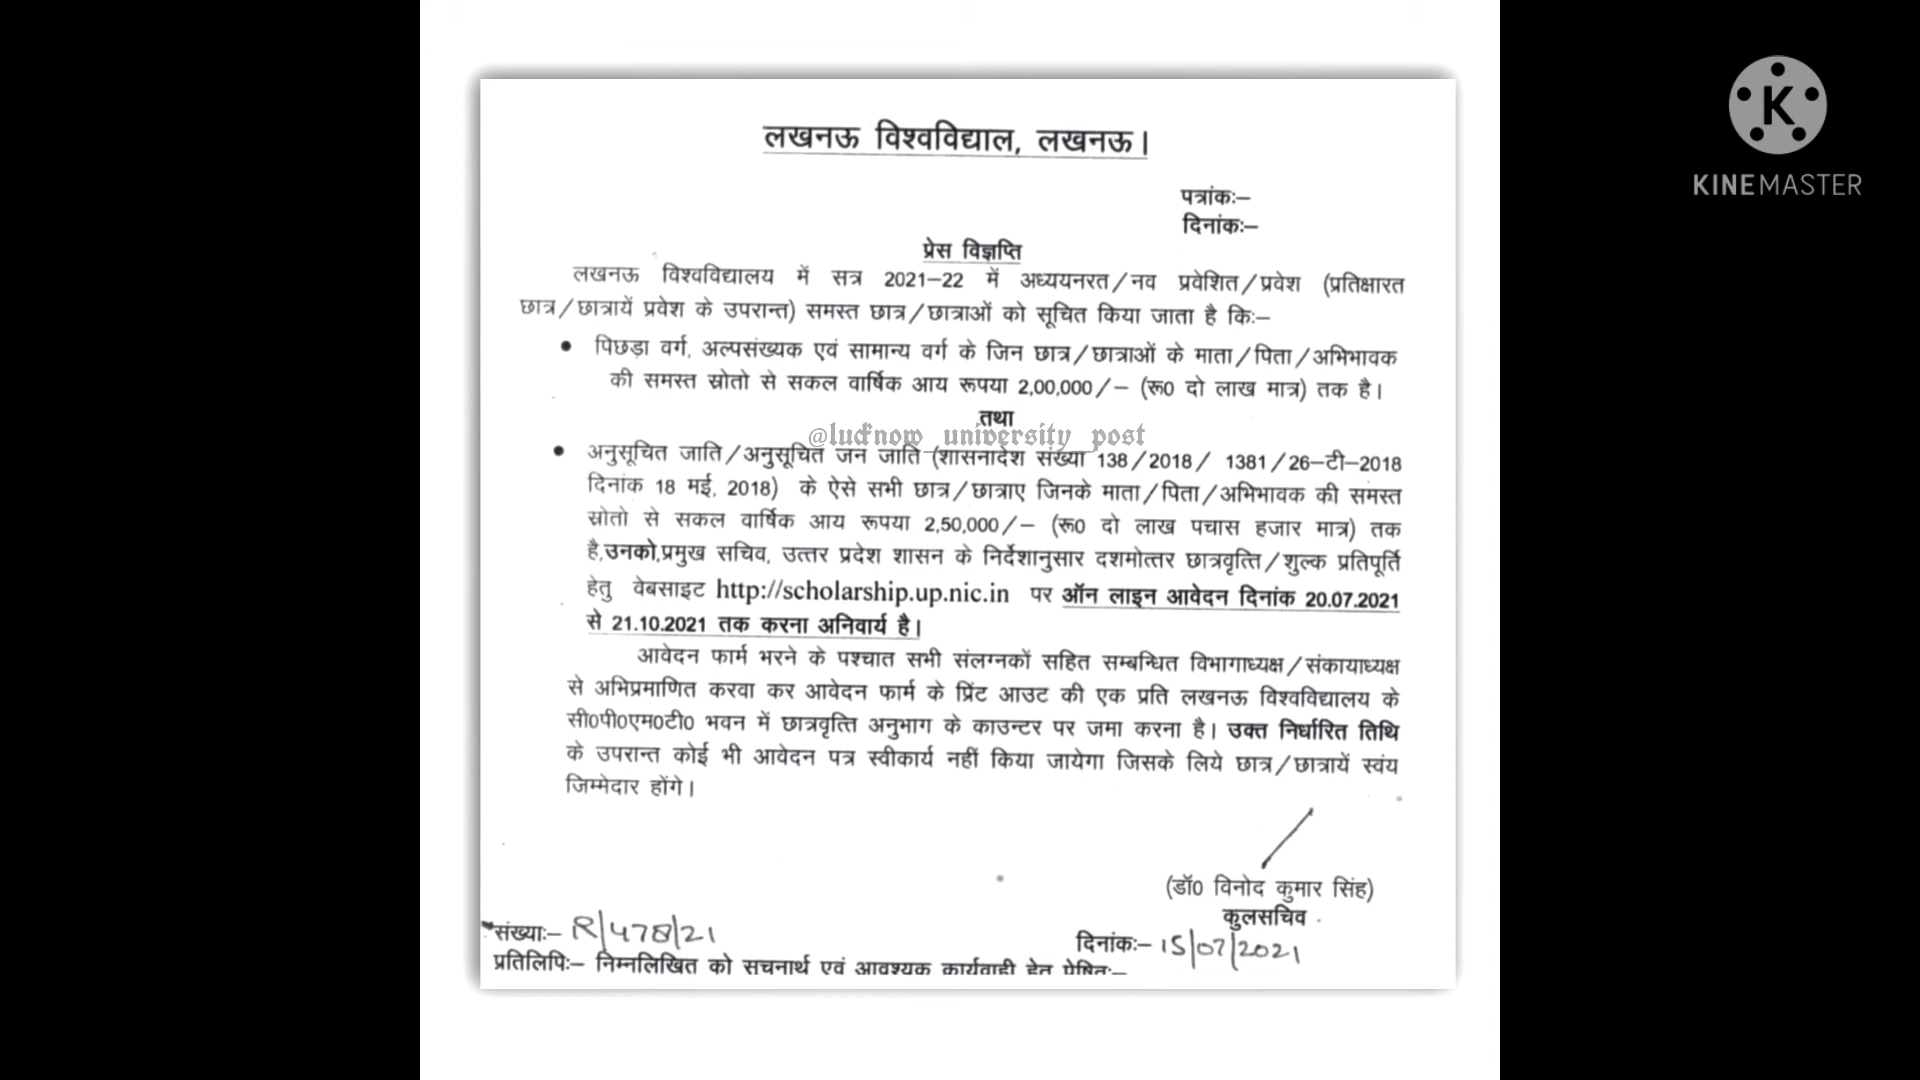 लखनऊ विश्वविद्याल, लखनऊ।
पत्रांकः–
दिनांकः–
प्रेस विज्ञप्ति
लखनऊ विश्वविद्यालय में सत्र 2021–22 में अध्ययनरत/नव प्रवेशित/प्रवेश (प्रतिक्षारत
छात्र/छात्रायें प्रवेश के उपरान्त) समस्त छात्र/छात्राओं को सूचित किया जाता है किः–
• पिछड़ा वर्ग, अल्पसंख्यक एवं सामान्य वर्ग के जिन छात्र/छात्राओं के माता/पिता/अभिभावक
की समस्त स्रोतो से सकल वार्षिक आय रूपया 2,00,000/– (रू0 दो लाख मात्र) तक है।
तथा
@lucknow_university_post
• अनुसूचित जाति/अनुसूचित जन जाति (शासनादेश संख्या 138/2018/ 1381/26–टी–2018
दिनांक 18 मई, 2018) के ऐसे सभी छात्र/छात्राए जिनके माता/पिता/अभिभावक की समस्त
स्रोतो से सकल वार्षिक आय रूपया 2,50,000/– (रू0 दो लाख पचास हजार मात्र) तक
है,उनको,प्रमुख सचिव, उत्तर प्रदेश शासन के निर्देशानुसार दशमोत्तर छात्रवृत्ति/शुल्क प्रतिपूर्ति
हेतु वेबसाइट http://scholarship.up.nic.in पर ऑन लाइन आवेदन दिनांक 20.07.2021
से 21.10.2021 तक करना अनिवार्य है।
आवेदन फार्म भरने के पश्चात सभी संलग्नकों सहित सम्बन्धित विभागाध्यक्ष/संकायाध्यक्ष
से अभिप्रमाणित करवा कर आवेदन फार्म के प्रिंट आउट की एक प्रति लखनऊ विश्वविद्यालय के
सी0पी0एम0टी0 भवन में छात्रवृत्ति अनुभाग के काउन्टर पर जमा करना है। उक्त निर्धारित तिथि
के उपरान्त कोई भी आवेदन पत्र स्वीकार्य नहीं किया जायेगा जिसके लिये छात्र/छात्रायें स्वंय
जिम्मेदार होंगे।
(डॉ0 विनोद कुमार सिंह)
कुलसचिव
संख्याः– R/478/21
दिनांकः– 15/07/2021
प्रतिलिपिः– निम्नलिखित को सूचनार्थ एवं आवश्यक कार्यवाही हेतु प्रेषितः–
K
KINEMASTER